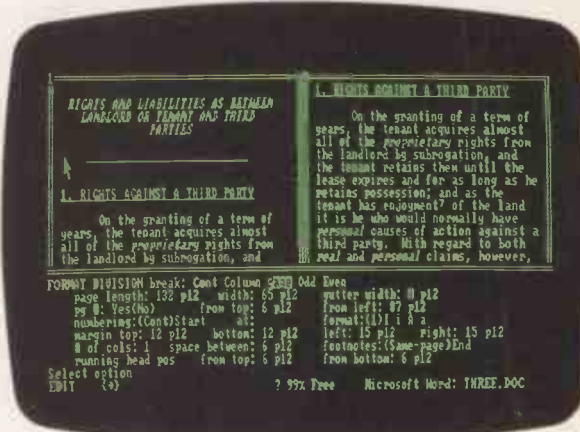 1
RIGHTS AND LIABILITIES AS BETWEEN
LANDLORD OR TENANT AND THIRD
PARTIES
1. RIGHTS AGAINST A THIRD PARTY
On the granting of a term of
years, the tenant acquires almost
all of the proprietary rights from
the landlord by subrogation, and
1. RIGHTS AGAINST A THIRD PARTY
On the granting of a term of
years, the tenant acquires almost
all of the proprietary rights from
the landlord by subrogation, and
the tenant retains them until the
lease expires and for as long as he
retains possession; and as the
tenant has enjoyment7 of the land
it is he who would normally have
personal causes of action against a
third party. With regard to both
real and personal claims, however,
FORMAT DIVISION break: Cont Column Page Odd Even
page length: 132 p12 width: 65 p12 gutter width: p12
pg #: Yes(No) from top: 6 p12 from left: 87 p12
numbering:(Cont)Start at: format:(1) I i A a
margin top: 12 p12 bottom: 12 p12 left: 15 p12 right: 15 p12
# of cols: 1 space between: 6 p12 footnotes:(Same-page)End
running head pos from top: 6 p12 from bottom: 6 p12
Select option
EDIT {+} ? 99% Free Microsoft Word: THREE.DOC